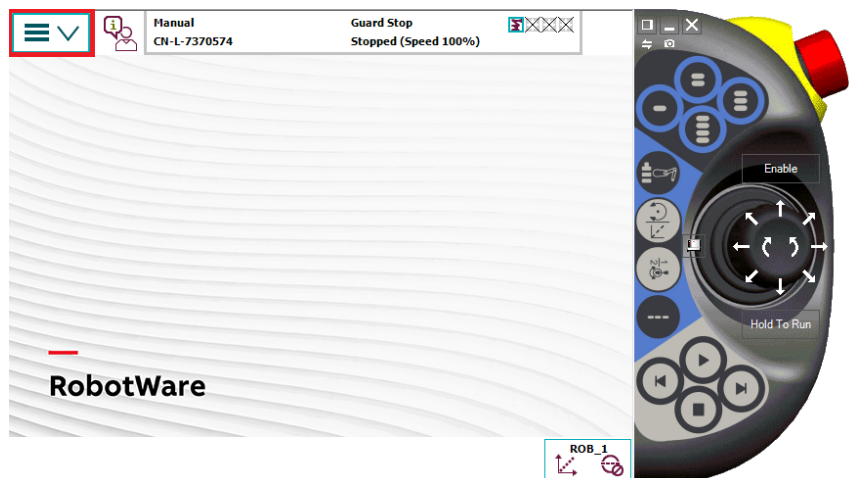 Manual
Guard Stop
CN-L-7370574
Stopped (Speed 100%)
Enable
Hold To Run
RobotWare
ROB_1